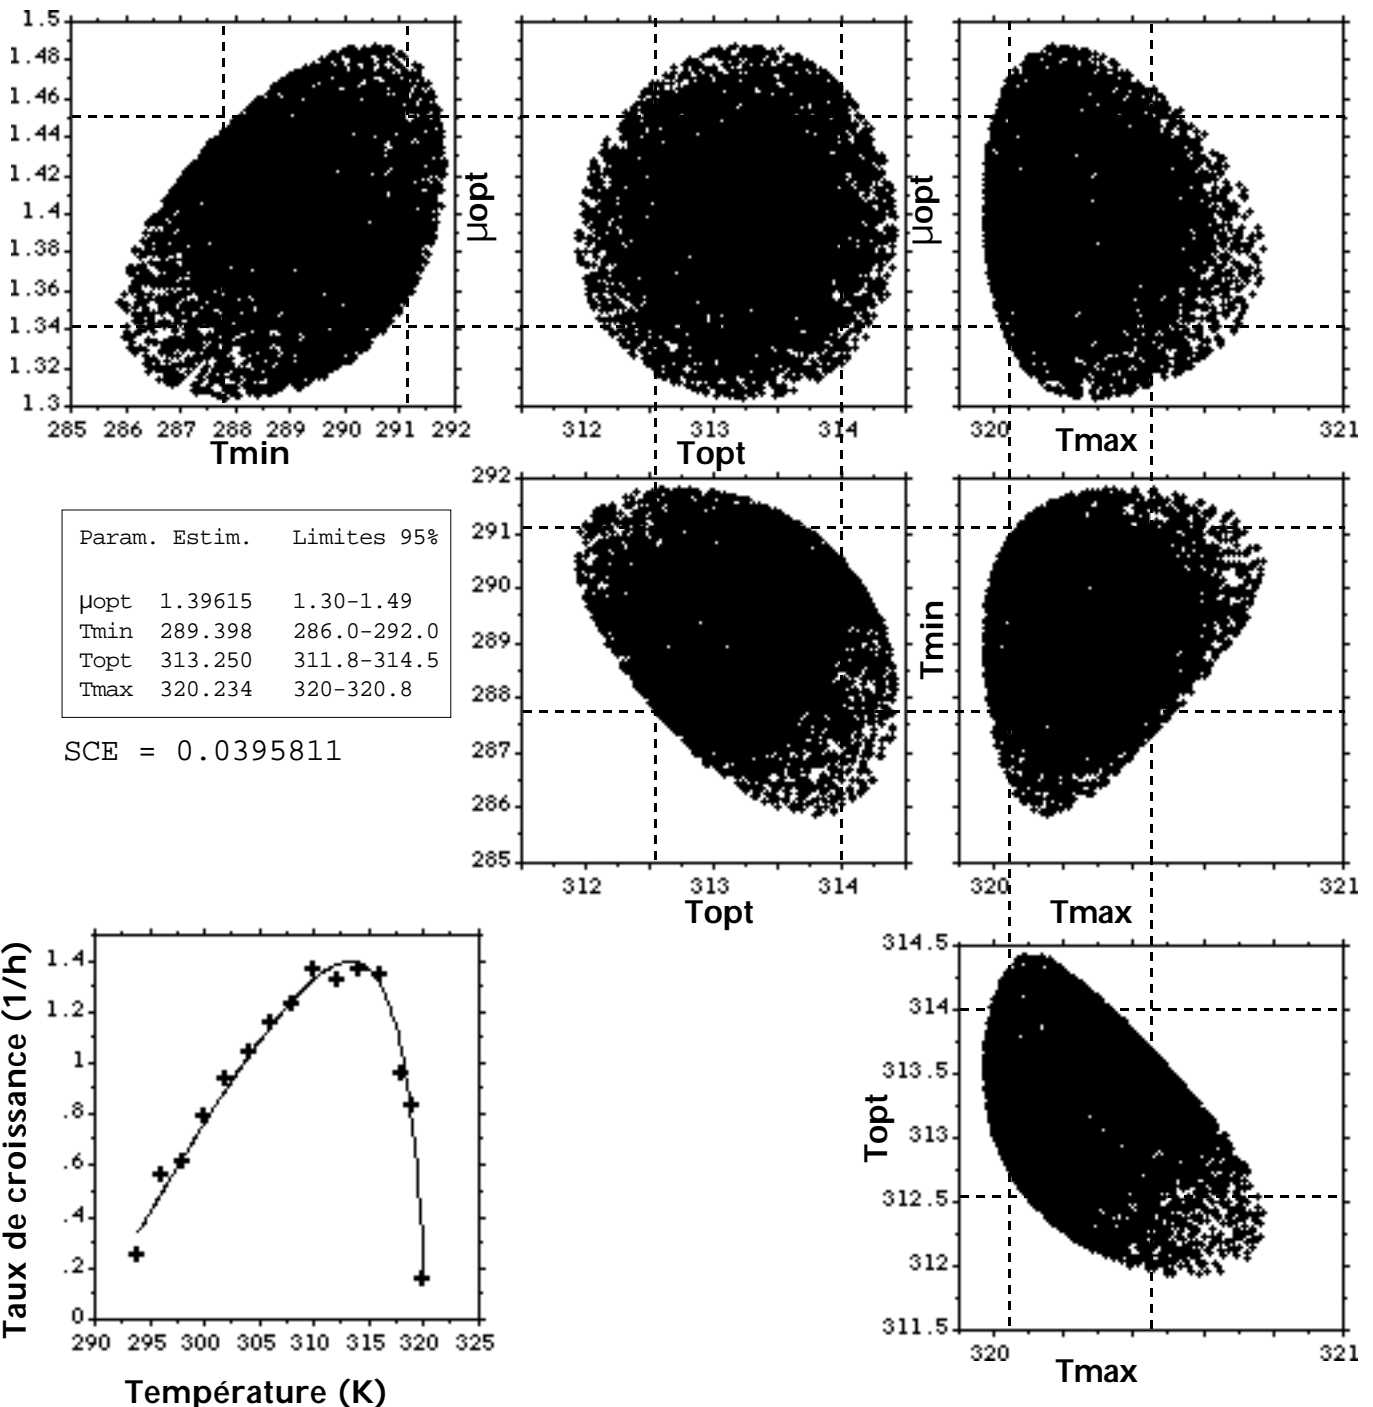 1.5
1.48
1.46
1.44
1.42
1.4
1.38
1.36
1.34
1.32
1.3
285 286 287 288 289 290 291 292
Tmin
µopt
312 313 314
Topt
µopt
320 321
Tmax
Param. Estim. Limites 95%
µopt 1.39615 1.30-1.49
Tmin 289.398 286.0-292.0
Topt 313.250 311.8-314.5
Tmax 320.234 320-320.8
SCE = 0.0395811
292
291
290
289
288
287
286
285
312 313 314
Topt
Tmin
320 321
Tmax
Taux de croissance (1/h)
1.4
1.2
1
.8
.6
.4
.2
0
290 295 300 305 310 315 320 325
Température (K)
Topt
314.5
314
313.5
313
312.5
312
311.5
320 321
Tmax